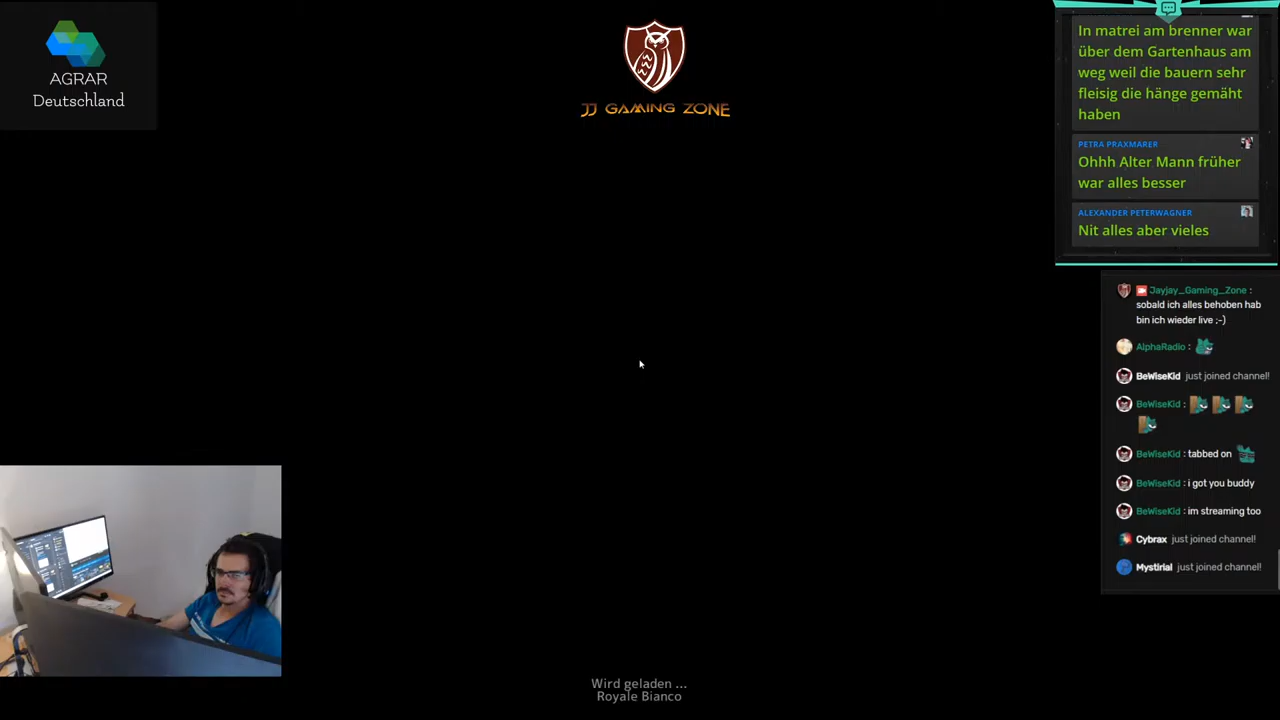 AGRAR
Deutschland
JJ GAMING ZONE
In matrei am brenner war
über dem Gartenhaus am
weg weil die bauern sehr
fleisig die hänge gemäht
haben
PETRA PRAXMARER
Ohhh Alter Mann früher
war alles besser
ALEXANDER PETERWAGNER
Nit alles aber vieles
Jayjay_Gaming_Zone :
sobald ich alles behoben hab
bin ich wieder live ;-)
AlphaRadio :
BeWiseKid just joined channel!
BeWiseKid :
BeWiseKid : tabbed on
BeWiseKid : i got you buddy
BeWiseKid : im streaming too
Cybrax just joined channel!
Mystirial just joined channel!
Wird geladen ...
Royale Bianco